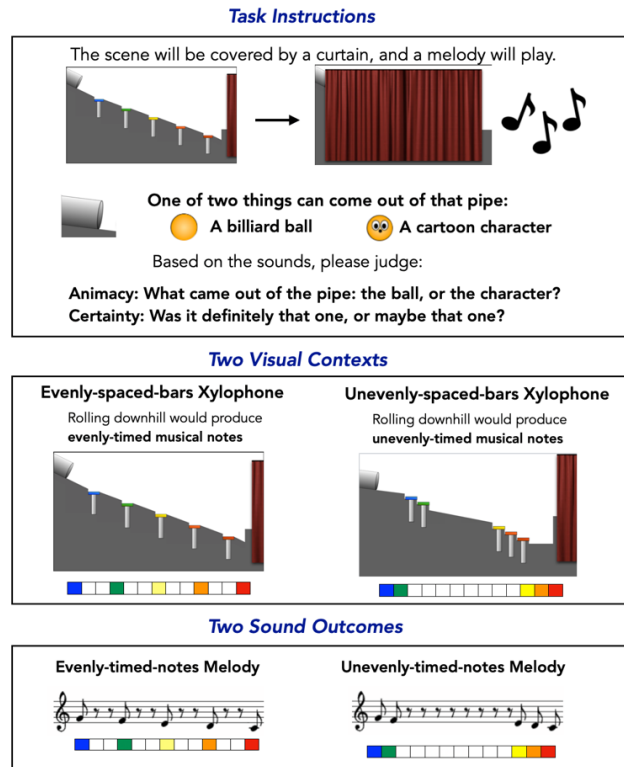 Task Instructions
The scene will be covered by a curtain, and a melody will play.
One of two things can come out of that pipe:
A billiard ball
A cartoon character
Based on the sounds, please judge:
Animacy: What came out of the pipe: the ball, or the character?
Certainty: Was it definitely that one, or maybe that one?
Two Visual Contexts
Evenly-spaced-bars Xylophone
Rolling downhill would produce
evenly-timed musical notes
Unevenly-spaced-bars Xylophone
Rolling downhill would produce
unevenly-timed musical notes
Two Sound Outcomes
Evenly-timed-notes Melody
Unevenly-timed-notes Melody